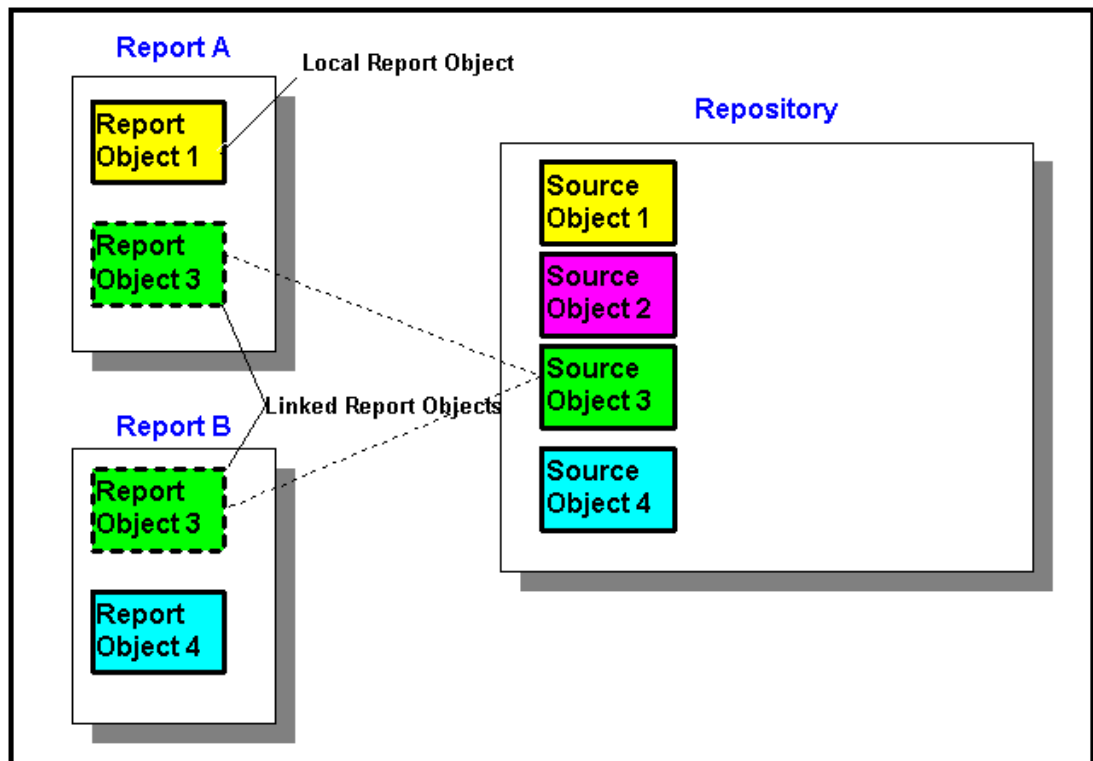 Report A
Local Report Object
Report
Object 1
Report
Object 3
Linked Report Objects
Report B
Report
Object 3
Report
Object 4
Repository
Source
Object 1
Source
Object 2
Source
Object 3
Source
Object 4